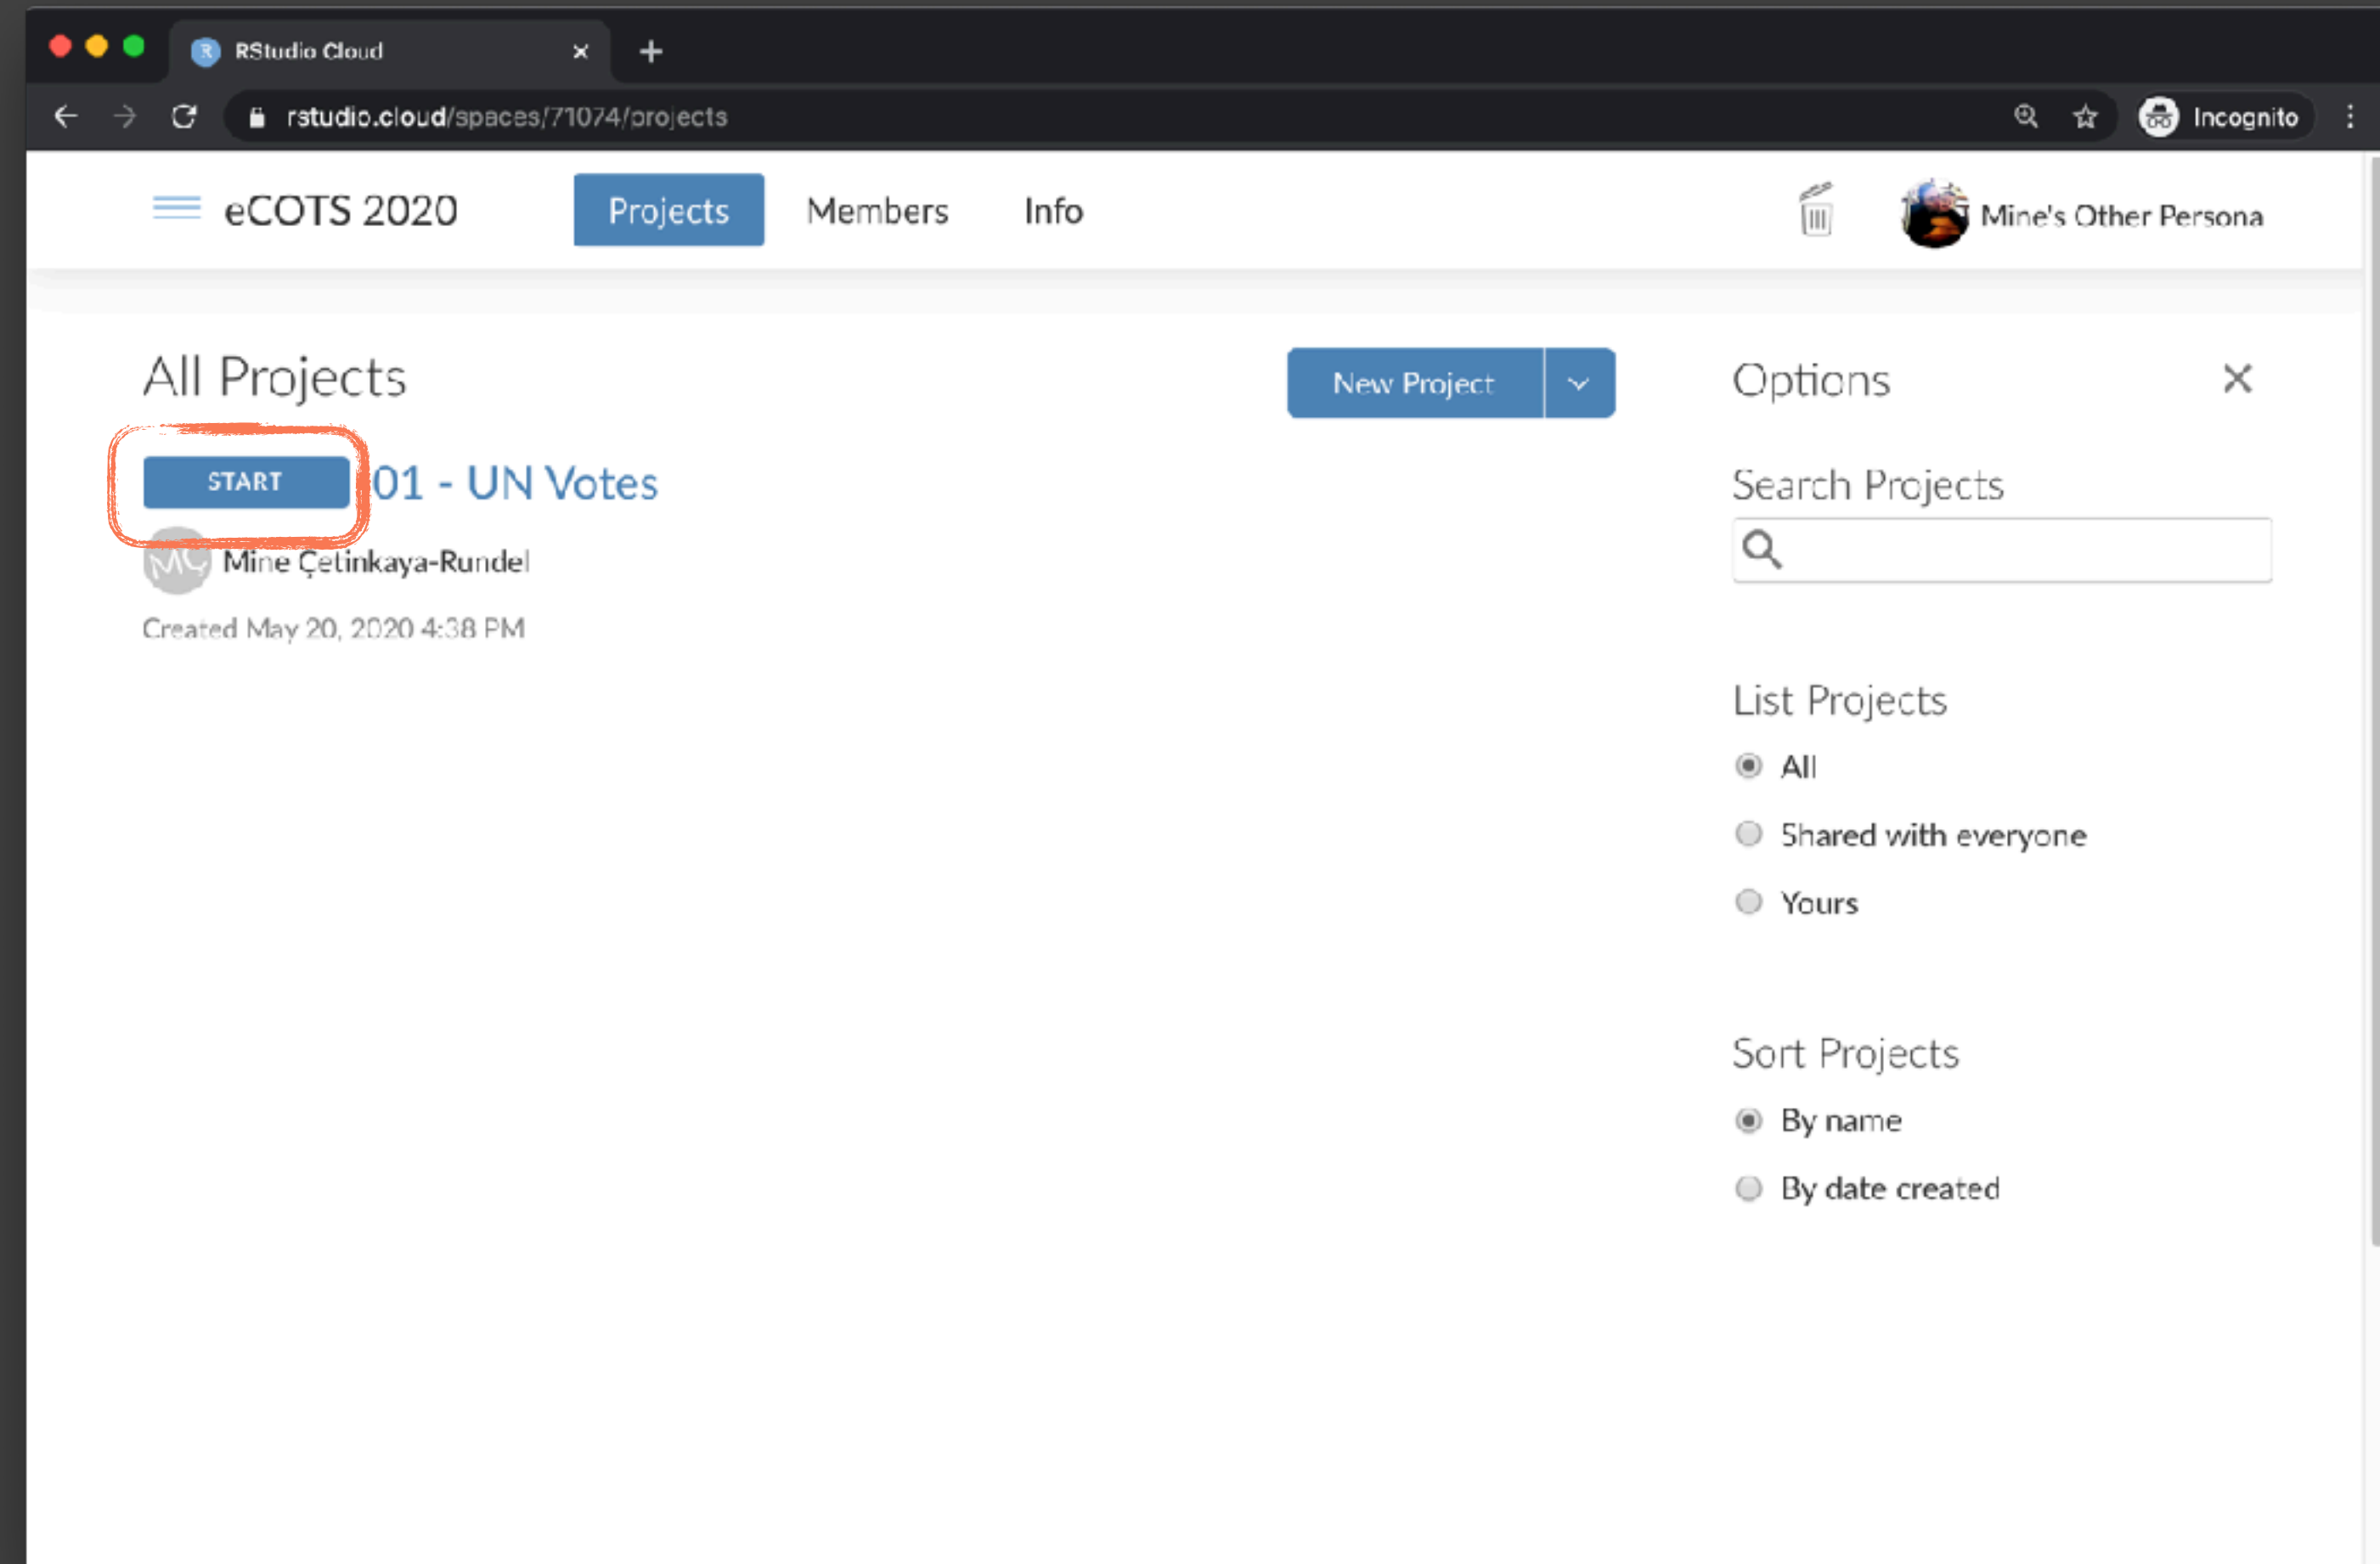 RStudio Cloud
rstudio.cloud/spaces/71074/projects
Incognito
eCOTS 2020
Projects
Members
Info
Mine's Other Persona
All Projects
New Project
START
01 - UN Votes
MÇ
Mine Çetinkaya-Rundel
Created May 20, 2020 4:38 PM
Options
Search Projects
List Projects
All
Shared with everyone
Yours
Sort Projects
By name
By date created